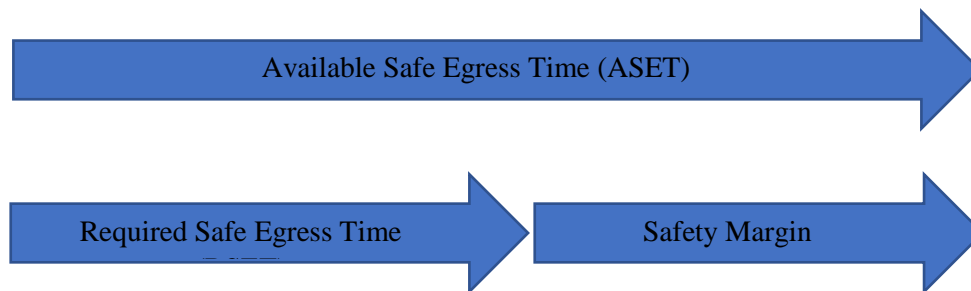 Available Safe Egress Time (ASET)
Required Safe Egress Time
Safety Margin